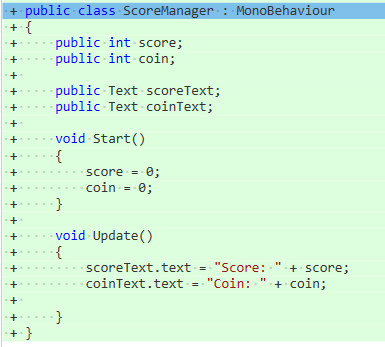 + public class ScoreManager : MonoBehaviour
+ {
+     public int score;
+     public int coin;
+
+     public Text scoreText;
+     public Text coinText;
+
+     void Start()
+     {
+         score = 0;
+         coin = 0;
+     }
+
+     void Update()
+     {
+         scoreText.text = "Score: " + score;
+         coinText.text = "Coin: " + coin;
+
+     }
+ }